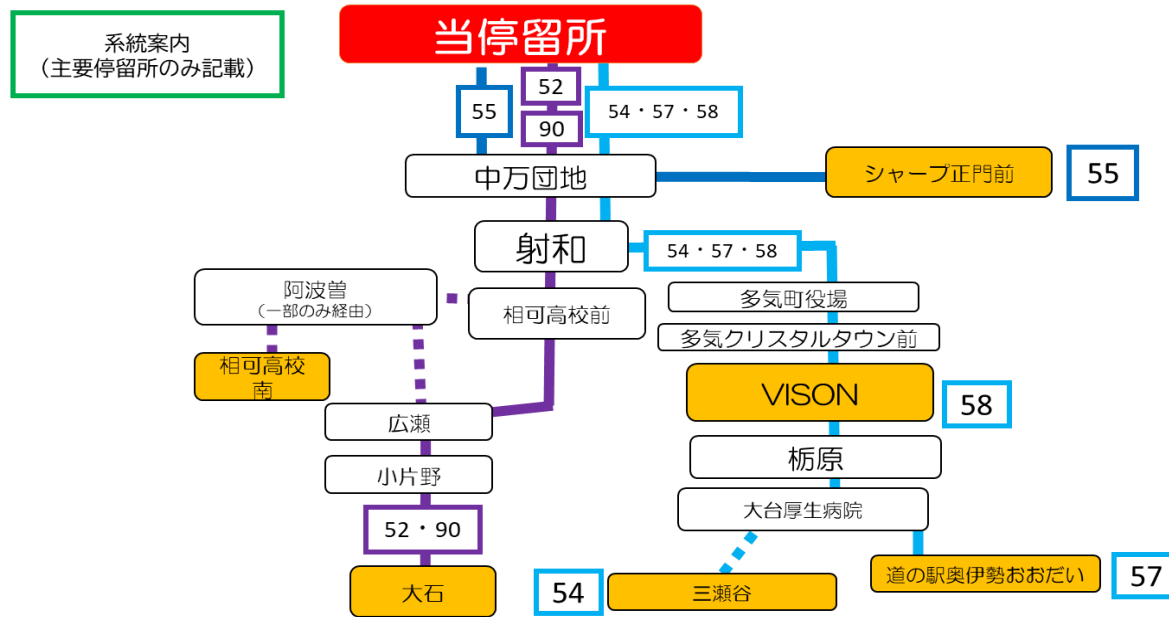 系統案内
（主要停留所のみ記載）
当停留所
55
52
90
54・57・58
中万団地
シャープ正門前
55
射和
54・57・58
阿波曽
（一部のみ経由）
相可高校前
多気町役場
多気クリスタルタウン前
相可高校
南
VISON
58
広瀬
栃原
小片野
大台厚生病院
52・90
大石
54
三瀬谷
道の駅奥伊勢おおだい
57